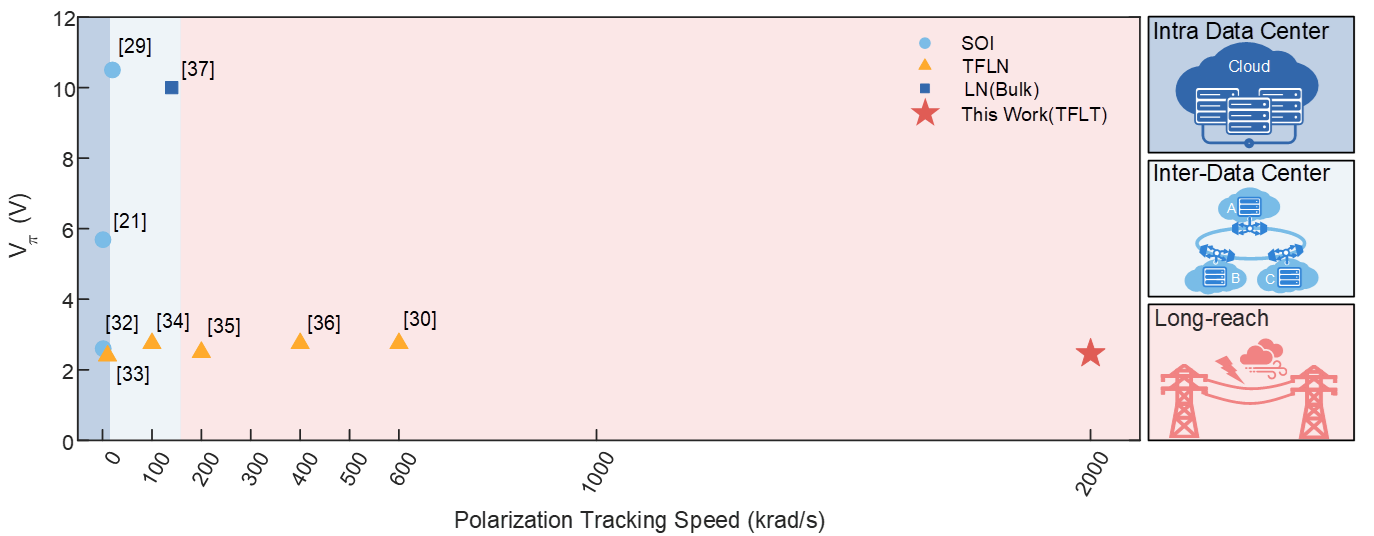 12
10
8
6
4
2
0
V π (V)
[29]
[37]
[21]
[32]
[34]
[35]
[36]
[30]
[33]
SOI
TFLN
LN(Bulk)
This Work(TFLT)
0
100
200
300
400
500
600
1000
2000
Polarization Tracking Speed (krad/s)
Intra Data Center
Cloud
Inter-Data Center
A
B
C
Long-reach